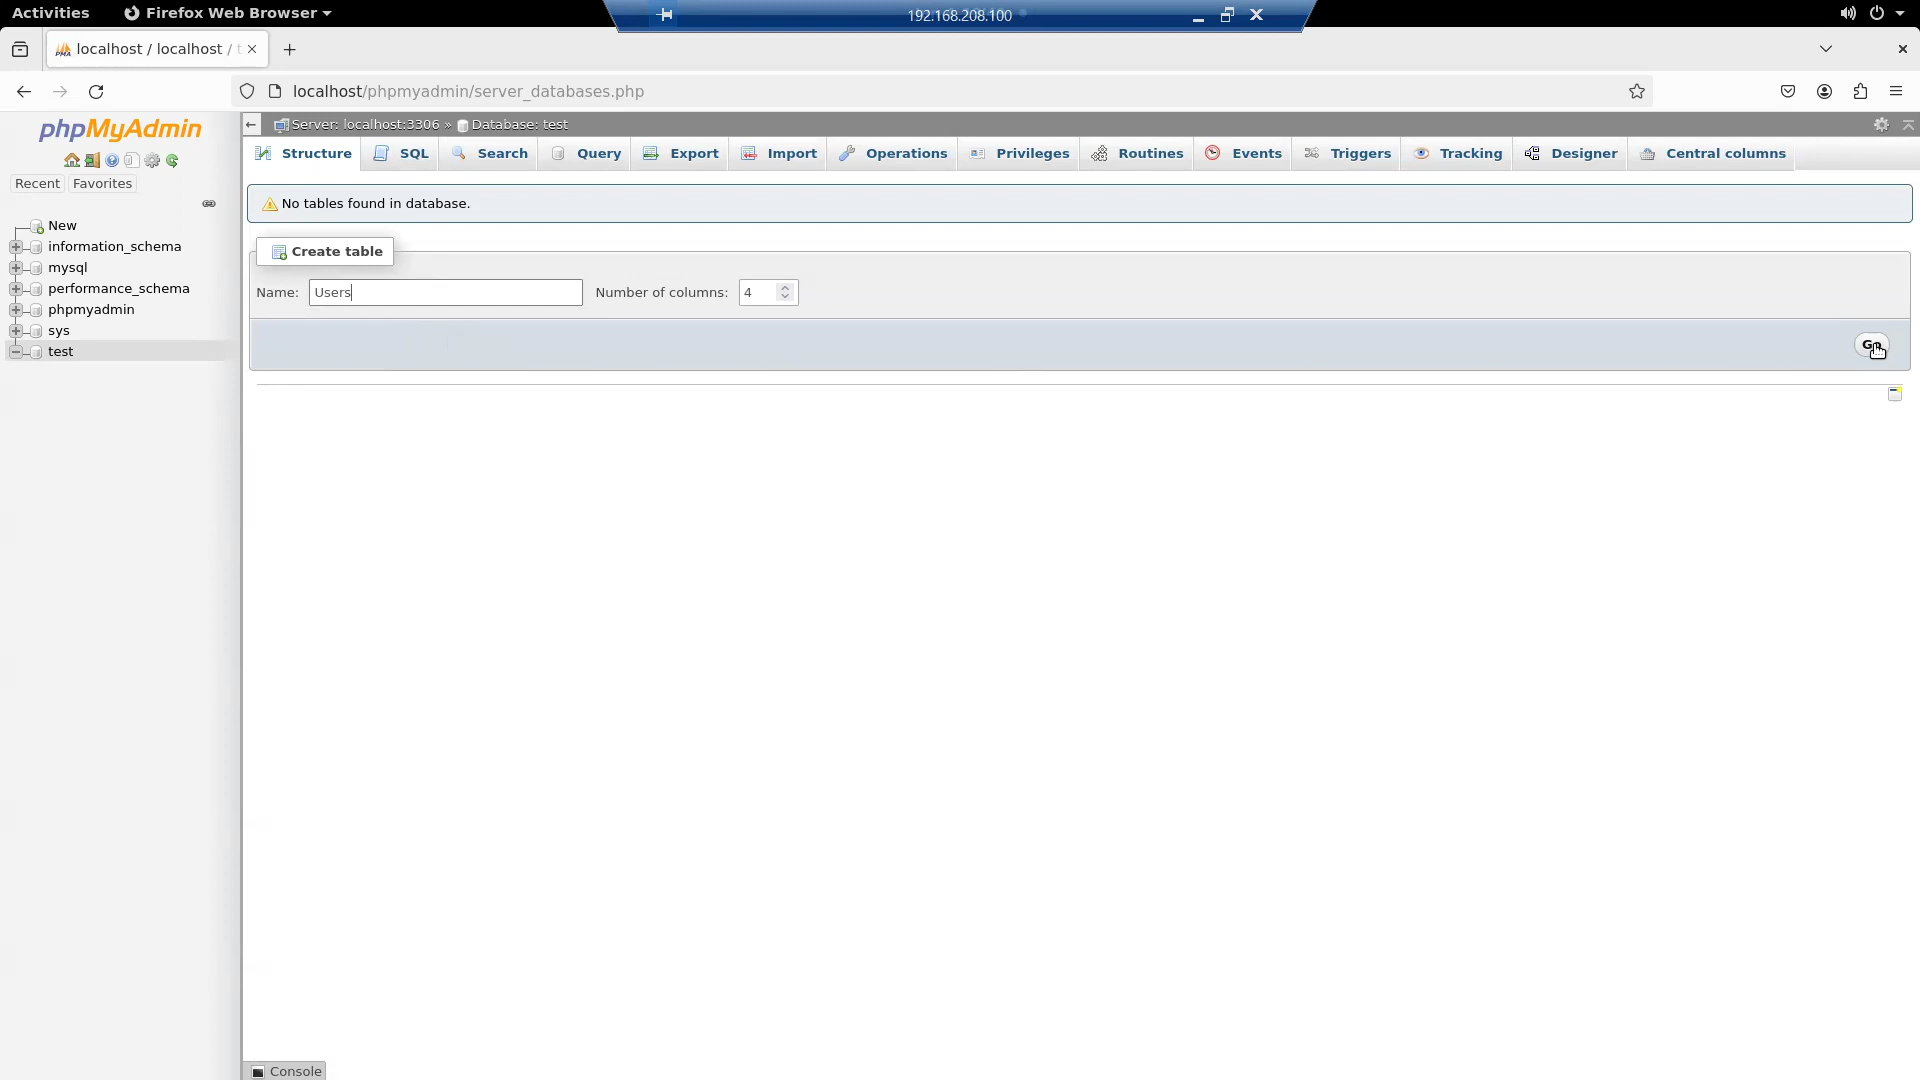 Activities
Firefox Web Browser
192.168.208.100
localhost / localhost / t
localhost/phpmyadmin/server_databases.php
phpMyAdmin
Recent
Favorites
New
information_schema
mysql
performance_schema
phpmyadmin
sys
test
Server: localhost:3306 » Database: test
Structure
SQL
Search
Query
Export
Import
Operations
Privileges
Routines
Events
Triggers
Tracking
Designer
Central columns
No tables found in database.
Create table
Name: Users
Number of columns: 4
Go
Console